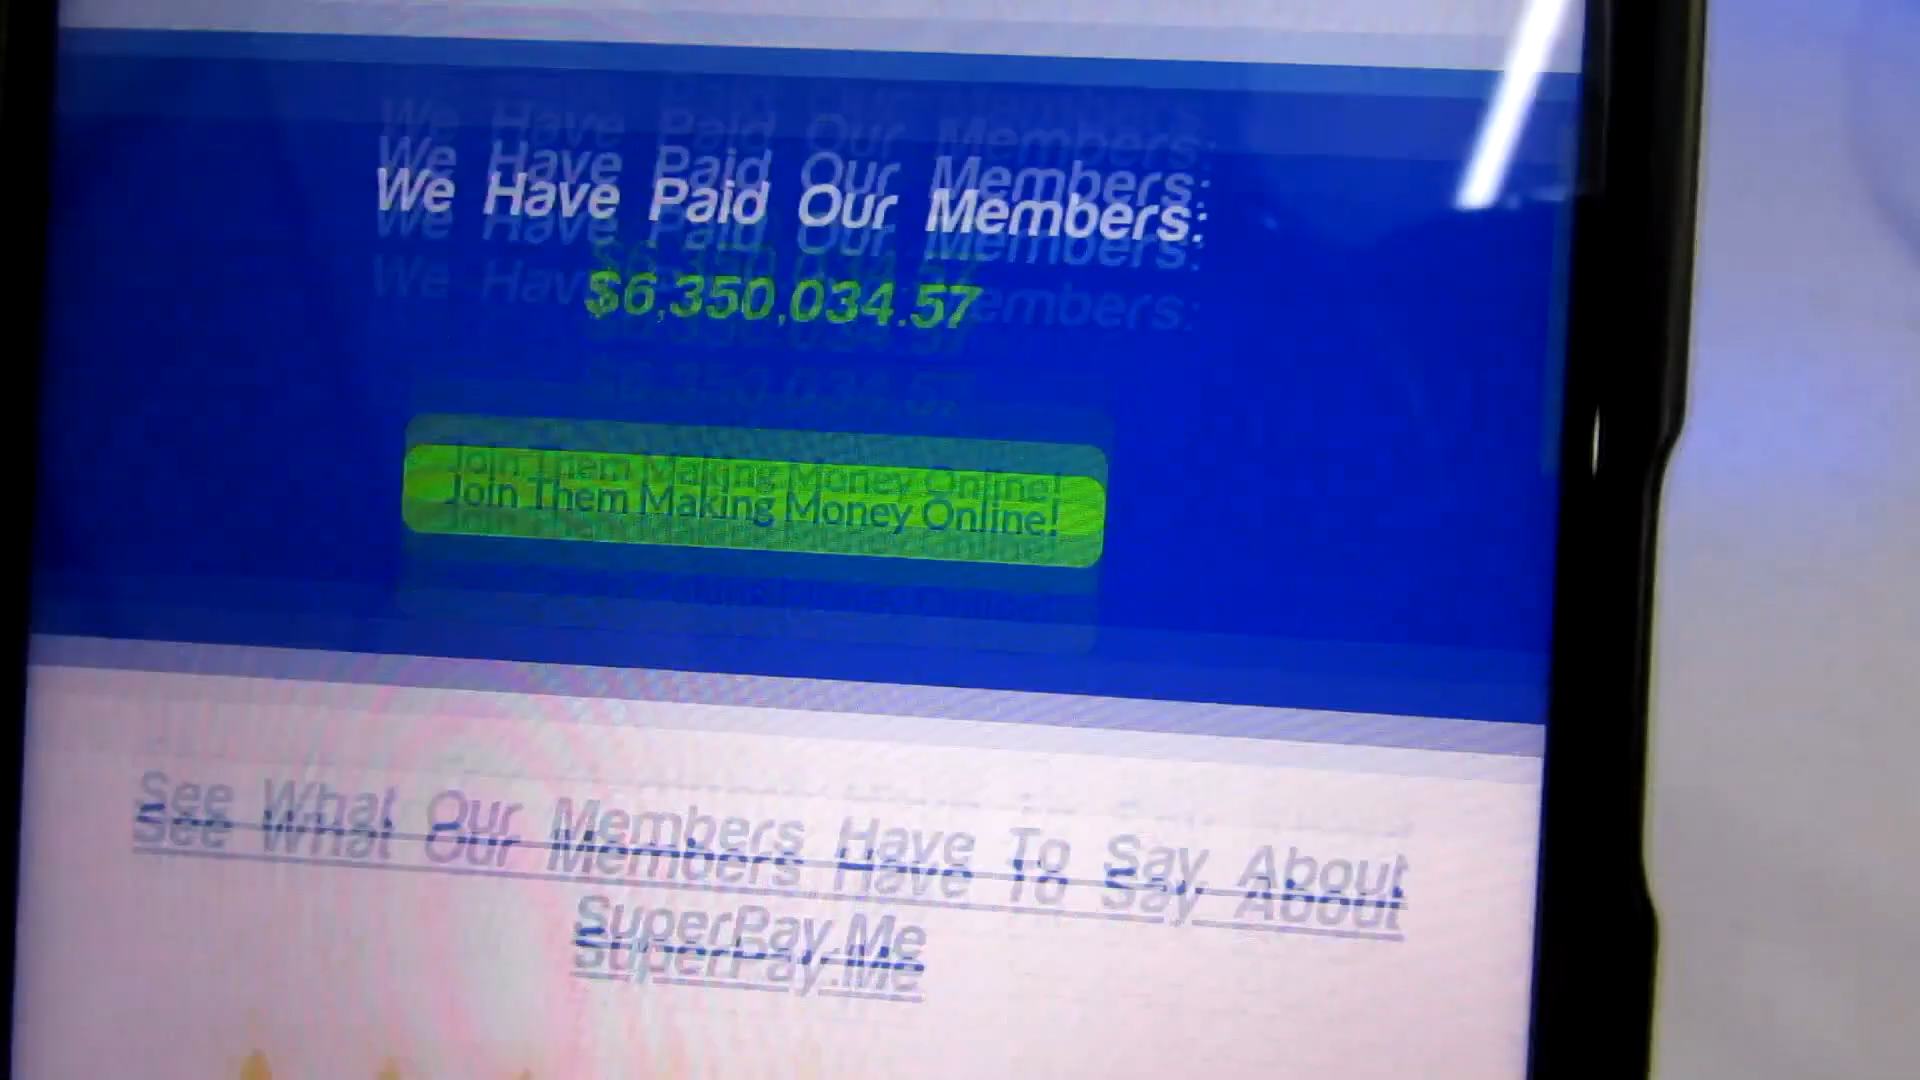 We Have Paid Our Members:
$6,350,034.57
Join Them Making Money Online!
See What Our Members Have To Say About
SuperPay.Me